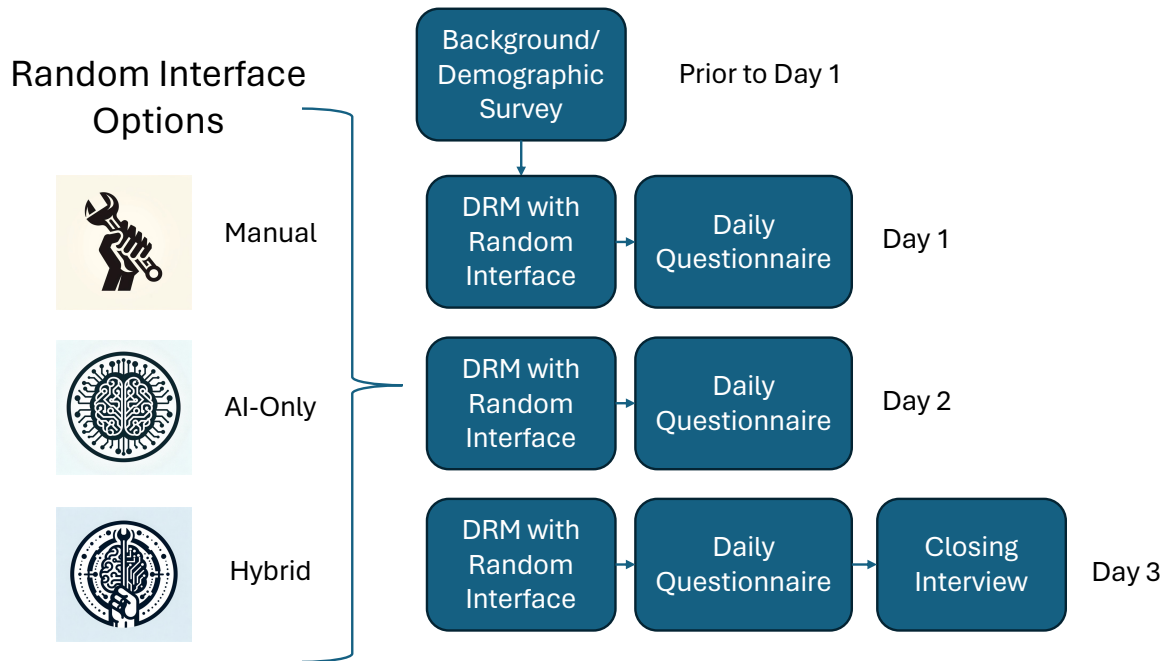 Random Interface
Options
Manual
AI-Only
Hybrid
Background/
Demographic
Survey
Prior to Day 1
DRM with
Random
Interface
Daily
Questionnaire
Day 1
DRM with
Random
Interface
Daily
Questionnaire
Day 2
DRM with
Random
Interface
Daily
Questionnaire
Closing
Interview
Day 3